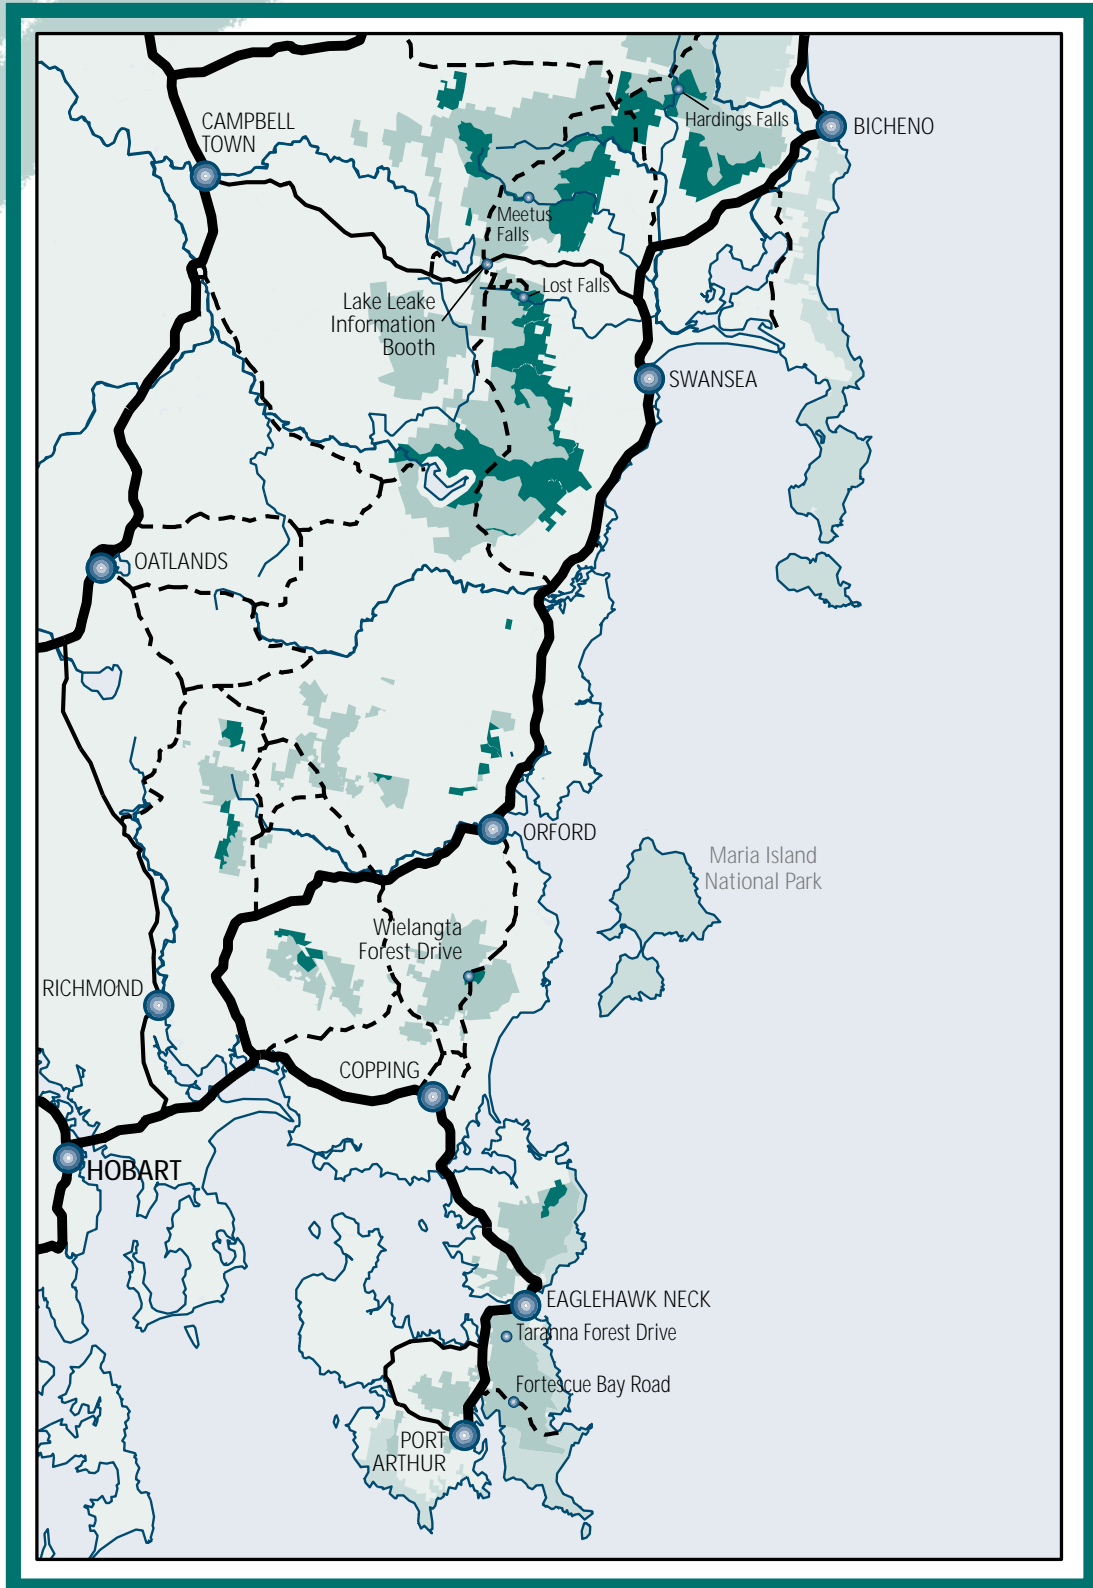 CAMPBELL
TOWN
Hardings Falls
BICHENO
Meetus
Falls
Lost Falls
Lake Leake
Information
Booth
SWANSEA
OATLANDS
ORFORD
Maria Island
National Park
Wielangta
Forest Drive
RICHMOND
COPPING
HOBART
EAGLEHAWK NECK
Taranna Forest Drive
Fortescue Bay Road
PORT
ARTHUR